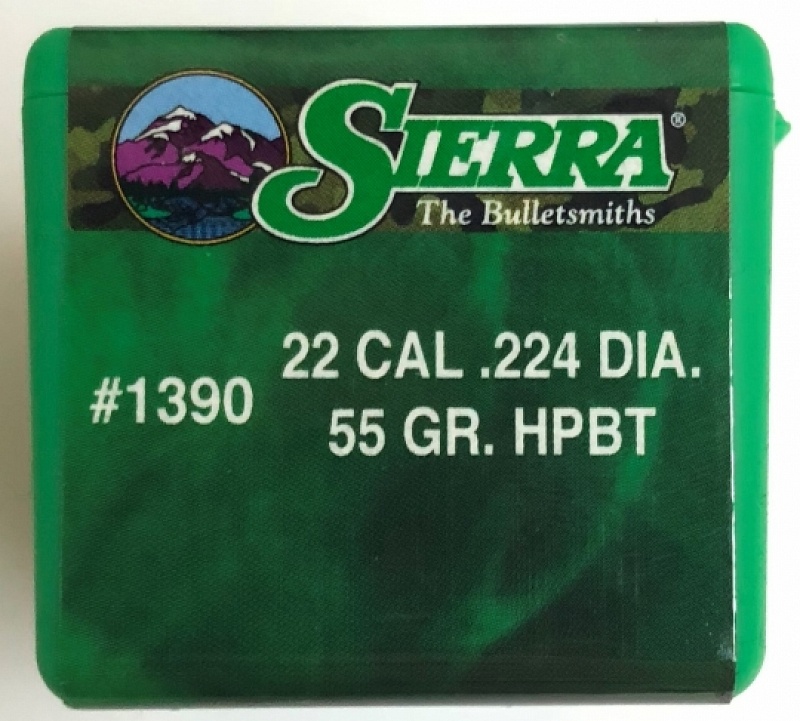 SIERRA®
The Bulletsmiths
#1390
22 CAL .224 DIA.
55 GR. HPBT